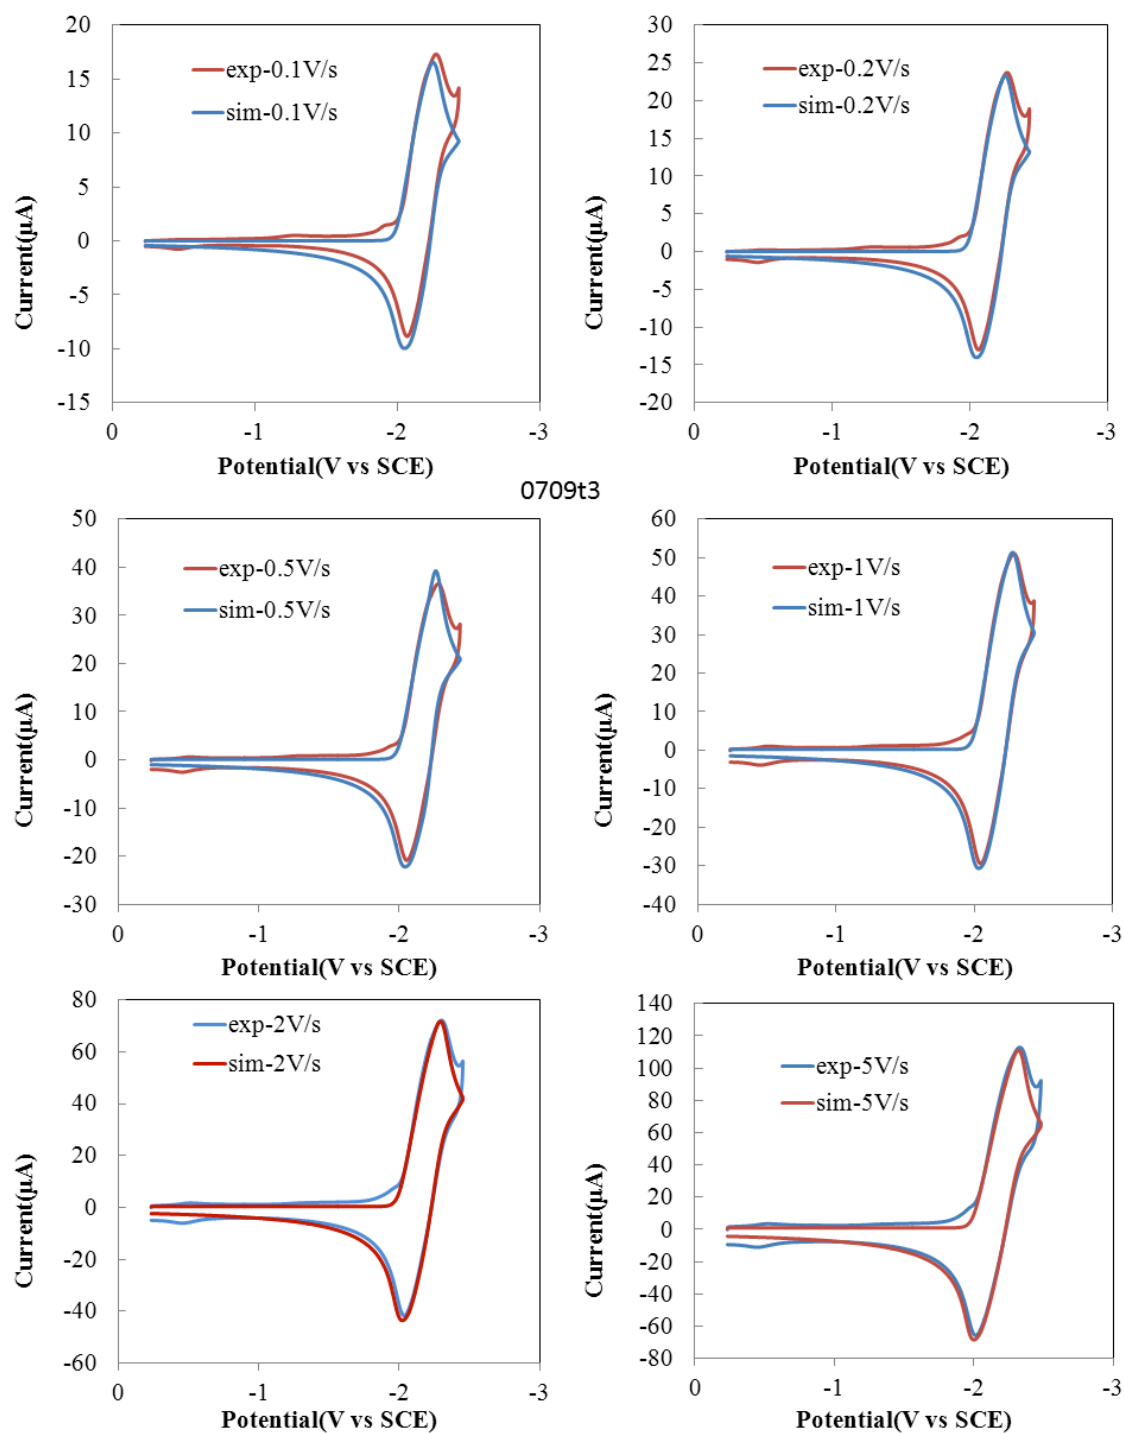 20
15
10
5
0
-5
-10
-15
Current(µA)
exp-0.1V/s
sim-0.1V/s
0 -1 -2 -3
Potential(V vs SCE)
30
25
20
15
10
5
0
-5
-10
-15
-20
Current(µA)
exp-0.2V/s
sim-0.2V/s
0 -1 -2 -3
Potential(V vs SCE)
0709t3
50
40
30
20
10
0
-10
-20
-30
Current(µA)
exp-0.5V/s
sim-0.5V/s
0 -1 -2 -3
Potential(V vs SCE)
60
50
40
30
20
10
0
-10
-20
-30
-40
Current(µA)
exp-1V/s
sim-1V/s
0 -1 -2 -3
Potential(V vs SCE)
80
60
40
20
0
-20
-40
-60
Current(µA)
exp-2V/s
sim-2V/s
0 -1 -2 -3
Potential(V vs SCE)
140
120
100
80
60
40
20
0
-20
-40
-60
-80
Current(µA)
exp-5V/s
sim-5V/s
0 -1 -2 -3
Potential(V vs SCE)